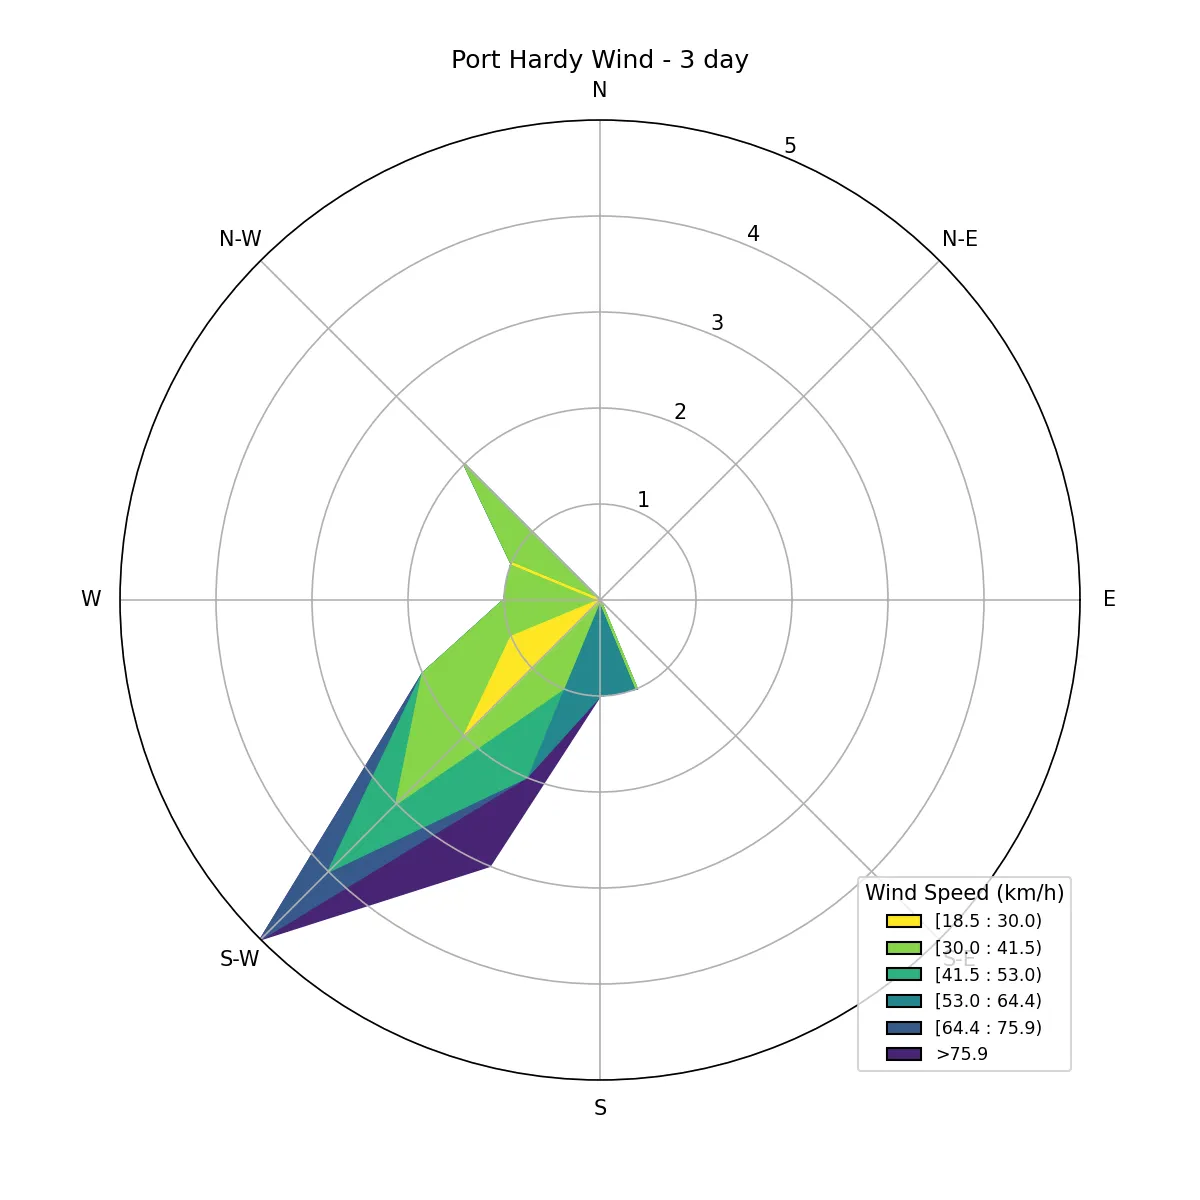 Port Hardy Wind - 3 day
N
5
N-W
4
N-E
3
2
1
W
E
Wind Speed (km/h)
[18.5 : 30.0)
[30.0 : 41.5)
S-W
S-E
[41.5 : 53.0)
[53.0 : 64.4)
[64.4 : 75.9)
>75.9
S